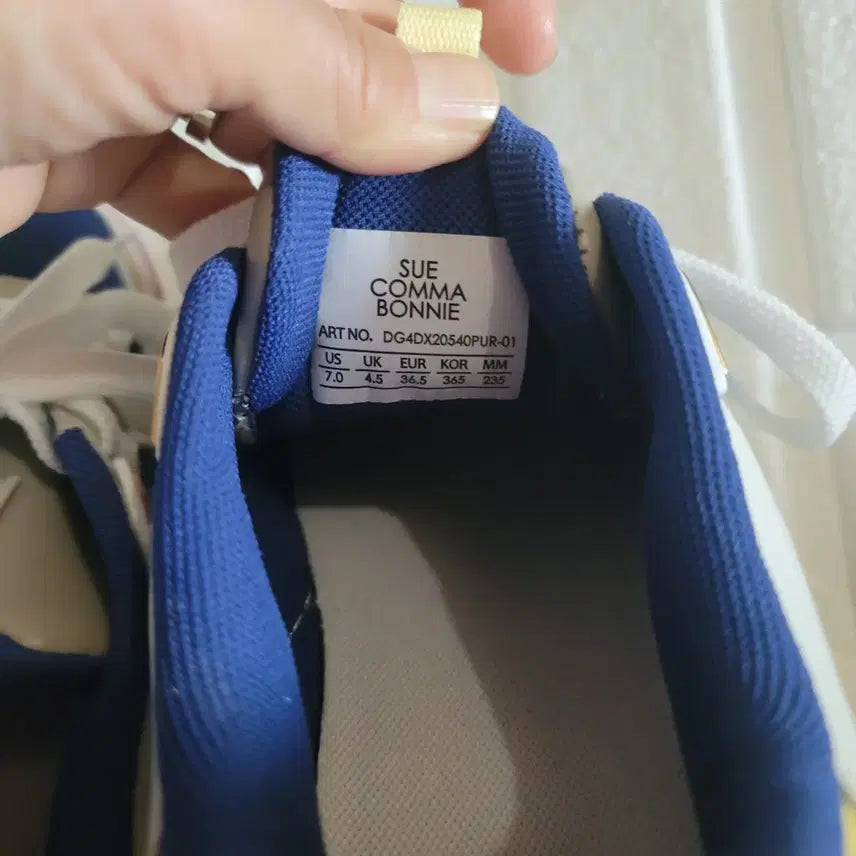 SUE
COMMA
BONNIE
ART NO. DG4DX20540PUR-01
US UK EUR KOR MM
7.0 4.5 36.5 365 235